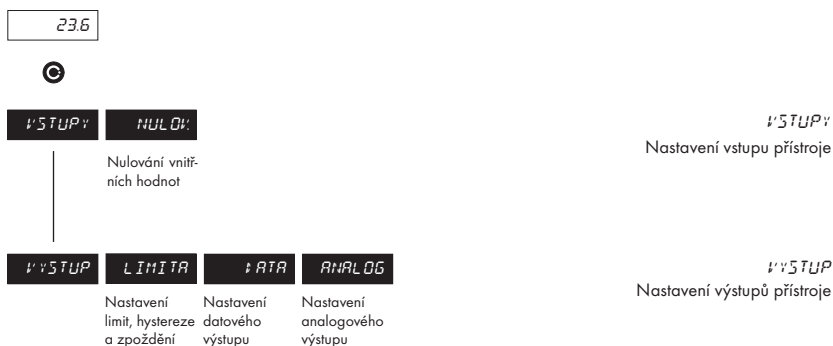 23.6
VSTUPY NULOV.
VSTUPY
Nastavení vstupu přístroje
Nulování vnitř-
ních hodnot
VYSTUP LIMITA DATA ANALOG
VYSTUP
Nastavení výstupů přístroje
Nastavení
limit, hystereze
a zpoždění
Nastavení
datového
výstupu
Nastavení
analogového
výstupu